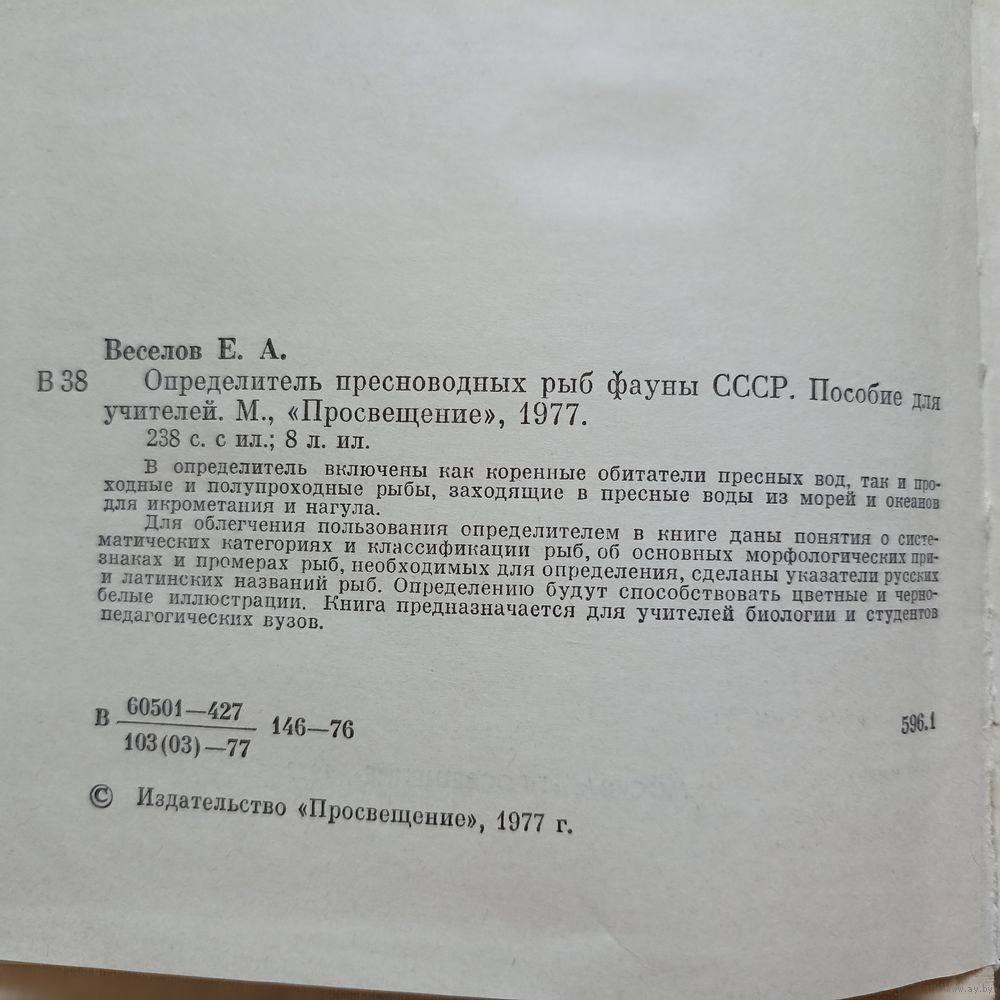 Веселов Е. А.
В 38 Определитель пресноводных рыб фауны СССР. Пособие для
учителей. М., «Просвещение», 1977.
238 с. с ил.; 8 л. ил.
В определитель включены как коренные обитатели пресных вод, так и про-
ходные и полупроходные рыбы, заходящие в пресные воды из морей и океанов
для икрометания и нагула.
Для облегчения пользования определителем в книге даны понятия о систе-
матических категориях и классификации рыб, об основных морфологических при-
знаках и промерах рыб, необходимых для определения, сделаны указатели русских
и латинских названий рыб. Определению будут способствовать цветные и черно-
белые иллюстрации. Книга предназначается для учителей биологии и студентов
педагогических вузов.
60501—427
В 146—76 596.1
103(03)—77
© Издательство «Просвещение», 1977 г.
www.ay.by